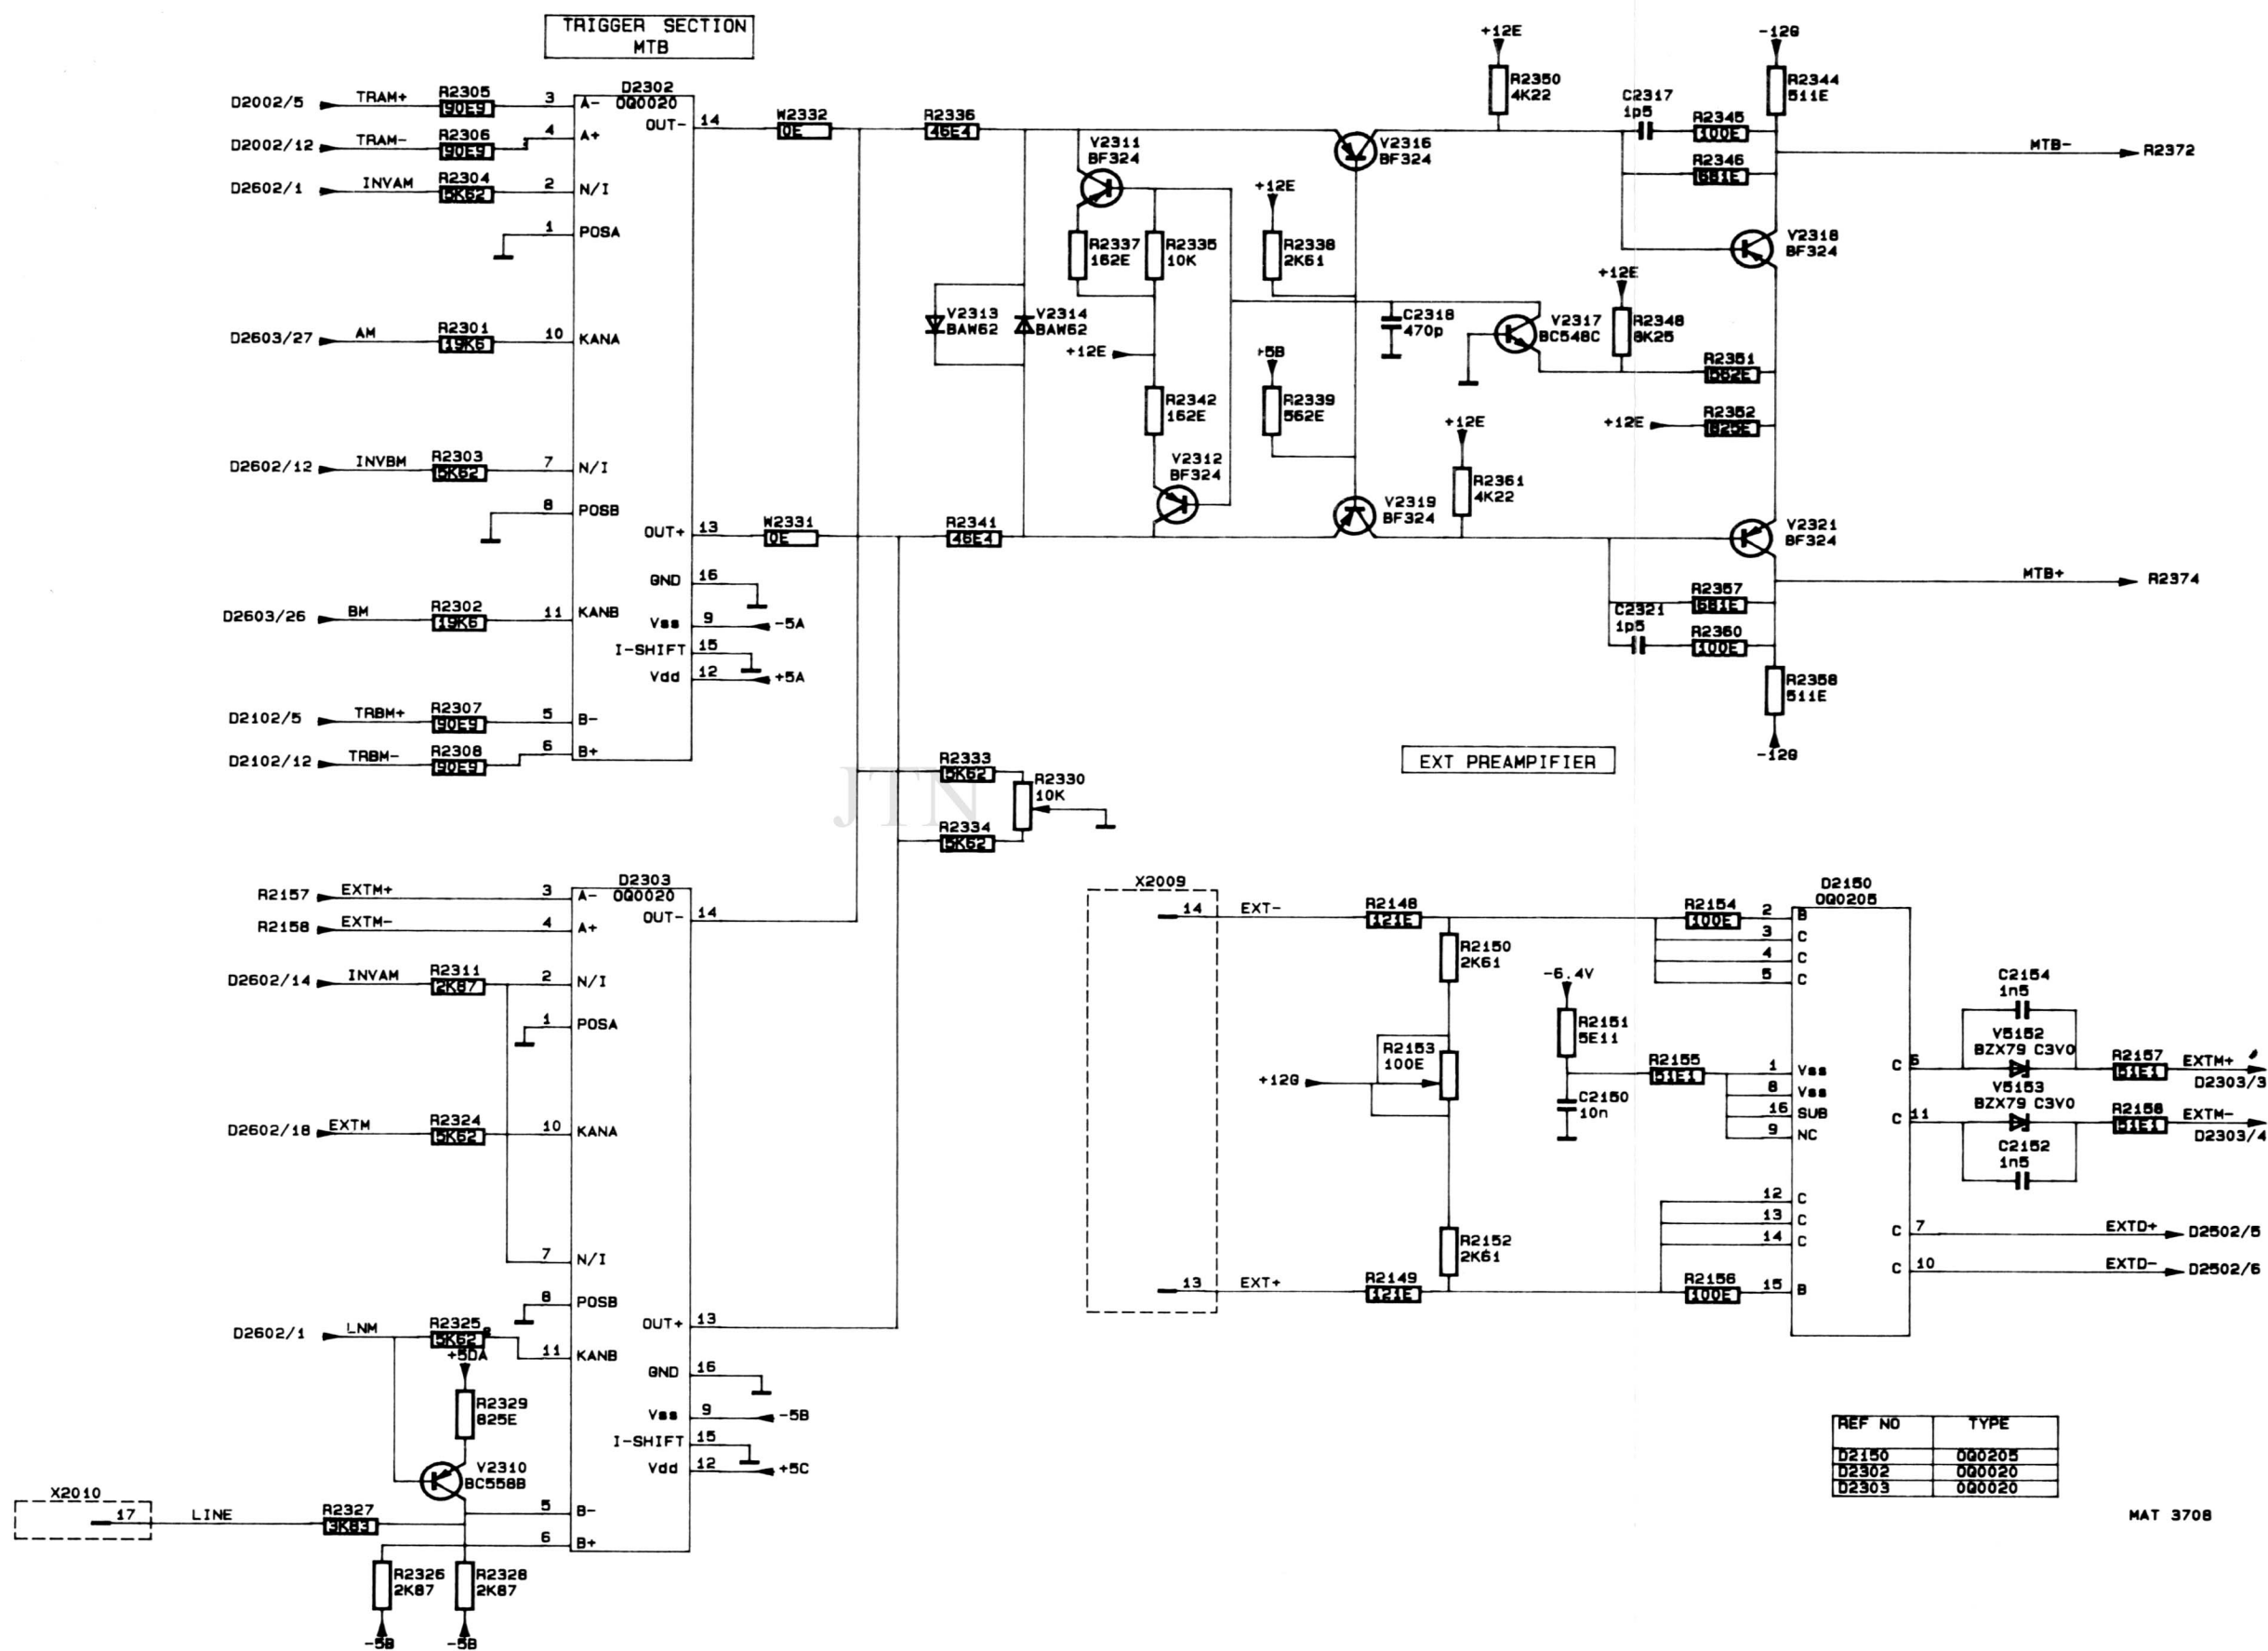 TRIGGER SECTION
MTB
D2002/5
TRAM+
R2305
90E9
3
A-
D2302
OQ0020
D2002/12
TRAM-
R2306
90E9
4
A+
OUT-
14
D2602/1
INVAM
R2304
5K62
2
N/I
1
POSA
D2603/27
AM
R2301
19K6
10
KANA
D2602/12
INVBM
R2303
5K62
7
N/I
8
POSB
OUT+
13
GND
16
D2603/26
BM
R2302
19K6
11
KANB
Vss
9
-5A
I-SHIFT
15
Vdd
12
+5A
D2102/5
TRBM+
R2307
90E9
5
B-
D2102/12
TRBM-
R2308
90E9
6
B+
W2332
0E
R2336
46E4
W2331
0E
R2341
46E4
V2313
BAW62
V2314
BAW62
V2311
BF324
R2337
162E
R2335
10K
+12E
R2342
162E
V2312
BF324
+12E
R2338
2K61
+5B
R2339
562E
V2316
BF324
C2318
470p
V2319
BF324
+12E
R2350
4K22
+12E
R2361
4K22
V2317
BC548C
+12E
R2348
8K25
C2317
1p5
R2345
100E
R2346
681E
-12G
R2344
511E
MTB-
R2372
V2318
BF324
R2351
562E
+12E
R2352
825E
V2321
BF324
MTB+
R2374
R2357
681E
C2321
1p5
R2360
100E
R2358
511E
-12G
R2333
5K62
R2330
10K
R2334
5K62
JTN
EXT PREAMPIFIER
R2157
EXTM+
3
A-
D2303
OQ0020
R2158
EXTM-
4
A+
OUT-
14
D2602/14
INVAM
R2311
2K87
2
N/I
1
POSA
D2602/18
EXTM
R2324
5K62
10
KANA
7
N/I
8
POSB
OUT+
13
D2602/1
LNM
R2325
5K62
11
KANB
+5DA
GND
16
R2329
825E
Vss
9
-5B
I-SHIFT
15
Vdd
12
+5C
V2310
BC558B
X2010
17
LINE
R2327
3K83
5
B-
6
B+
R2326
2K87
R2328
2K87
-5B
-5B
X2009
14
EXT-
R2148
121E
R2154
100E
2
B
D2150
OQ0205
3
C
4
C
5
C
R2150
2K61
-6.4V
R2151
5E11
R2153
100E
+12G
R2155
51E1
1
Vss
8
Vss
16
SUB
9
NC
C2150
10n
12
C
13
C
14
C
R2152
2K61
13
EXT+
R2149
121E
R2156
100E
15
B
C2154
1n5
V5152
BZX79 C3V0
C
6
R2157
51E1
EXTM+
D2303/3
V5153
BZX79 C3V0
C
11
R2158
51E1
EXTM-
D2303/4
C2152
1n5
C
7
EXTD+
D2502/5
C
10
EXTD-
D2502/6
REF NO TYPE
D2150 OQ0205
D2302 OQ0020
D2303 OQ0020
MAT 3708